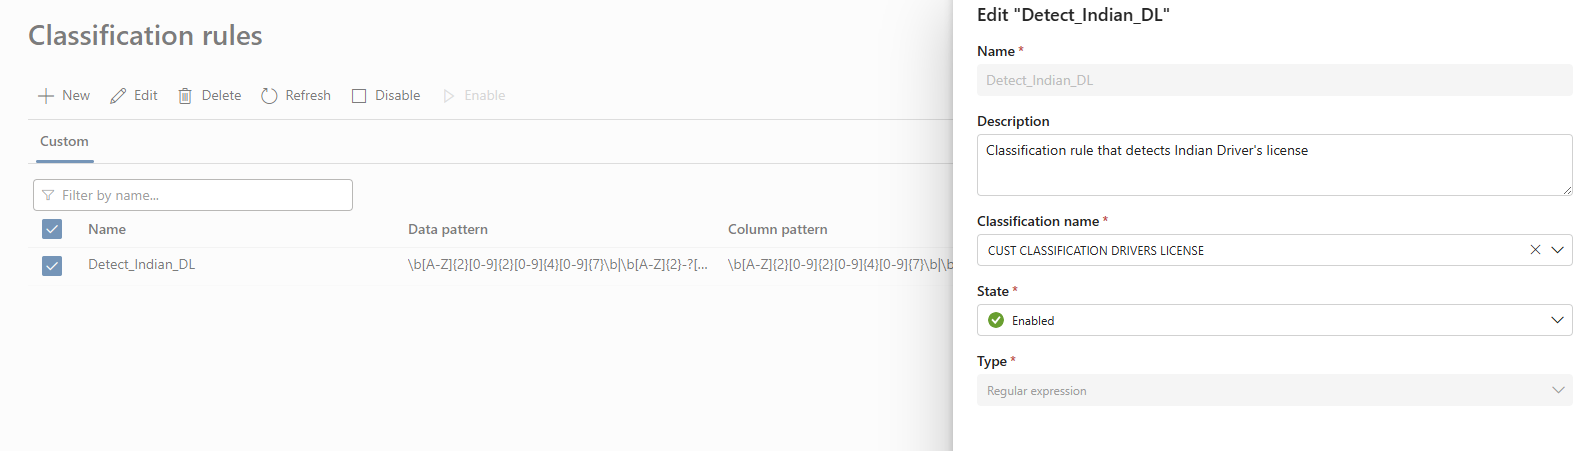 Classification rules
New Edit Delete Refresh Disable Enable
Custom
Filter by name...
Name Data pattern Column pattern
Detect_Indian_DL \b[A-Z]{2}[0-9]{2}[0-9]{4}[0-9]{7}\b|\b[A-Z]{2}-?[... \b[A-Z]{2}[0-9]{2}[0-9]{4}[0-9]{7}\b|\b
Edit "Detect_Indian_DL"
Name *
Detect_Indian_DL
Description
Classification rule that detects Indian Driver's license
Classification name *
CUST CLASSIFICATION DRIVERS LICENSE
State *
Enabled
Type *
Regular expression